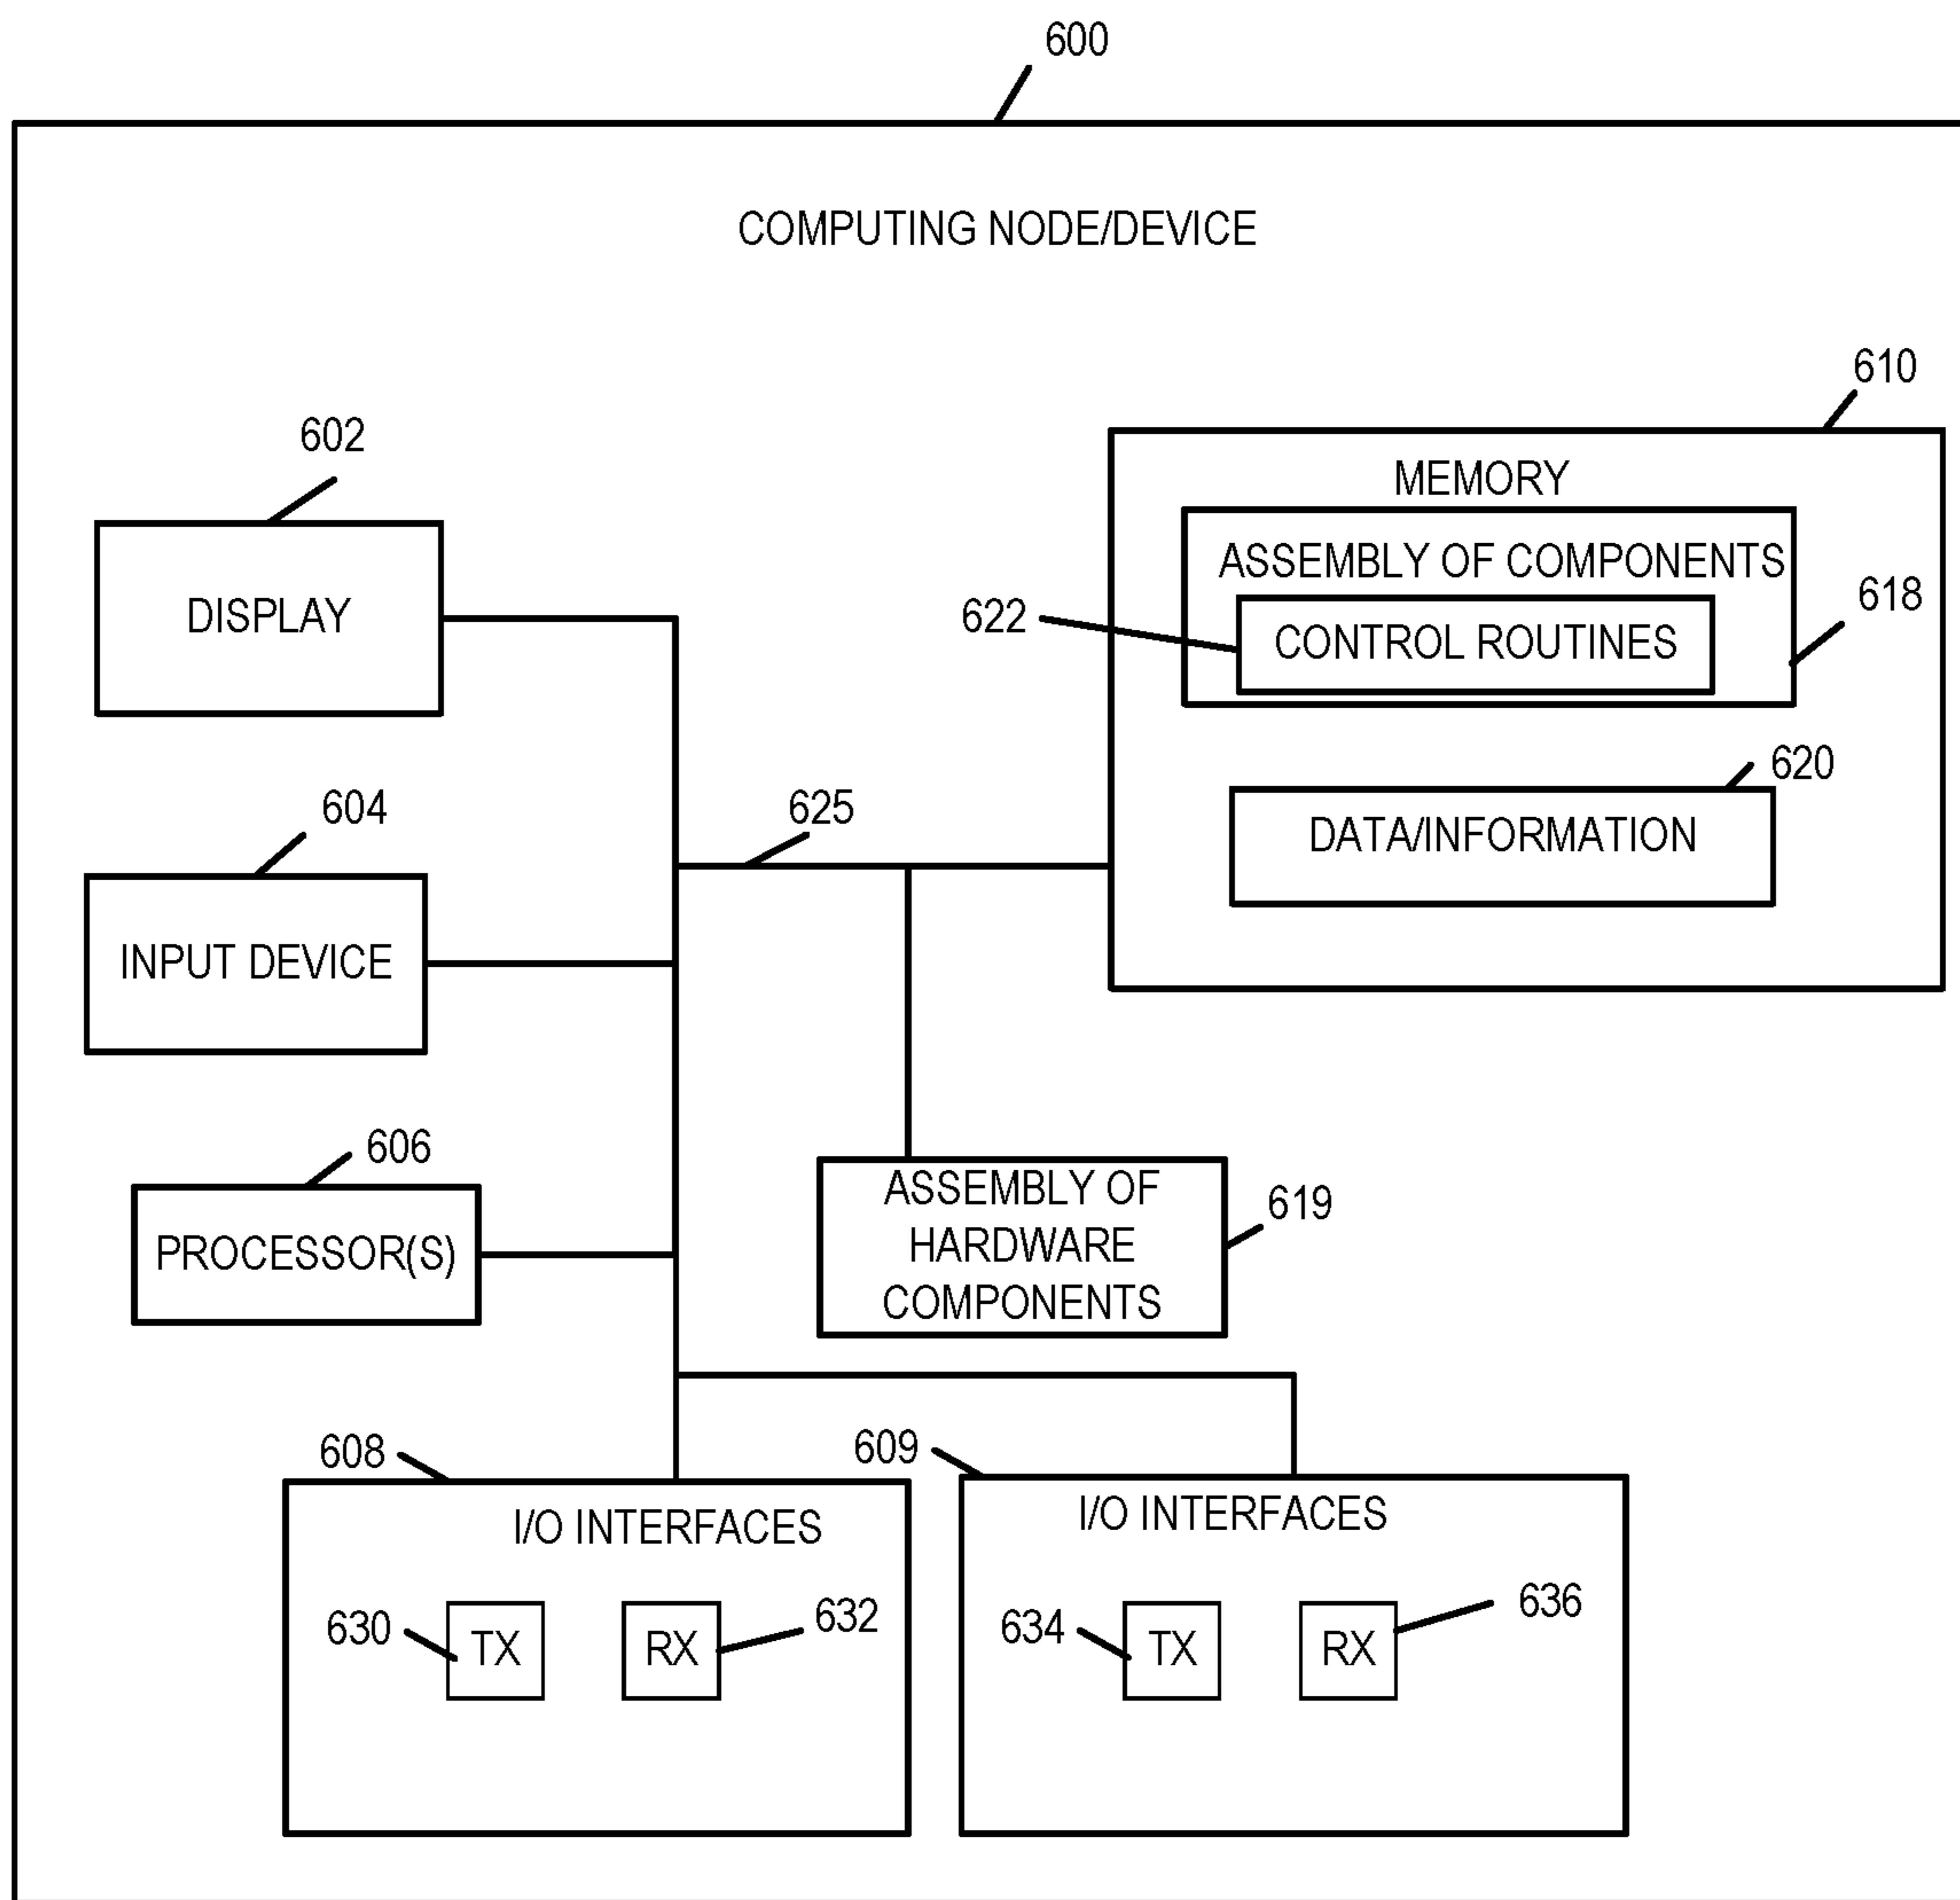 600
COMPUTING NODE/DEVICE
610
602
MEMORY
ASSEMBLY OF COMPONENTS
618
622
CONTROL ROUTINES
DISPLAY
620
604
625
DATA/INFORMATION
INPUT DEVICE
606
ASSEMBLY OF
HARDWARE
COMPONENTS
619
PROCESSOR(S)
608
609
I/O INTERFACES
I/O INTERFACES
630
TX
RX
632
634
TX
RX
636